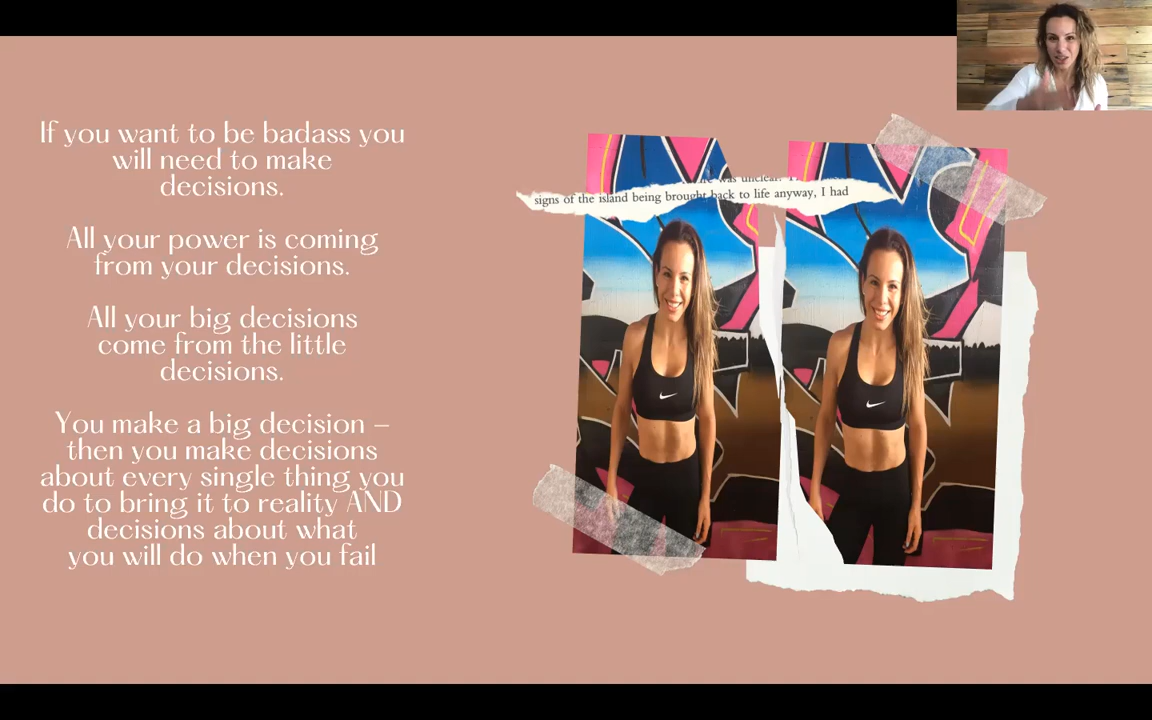 If you want to be badass you
will need to make
decisions.
All your power is coming
from your decisions.
All your big decisions
come from the little
decisions.
You make a big decision –
then you make decisions
about every single thing you
do to bring it to reality AND
decisions about what
you will do when you fail
was unclear.
signs of the island being brought back to life anyway, I had